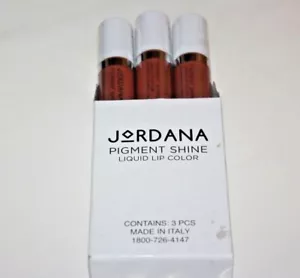 JORDANA
PIGMENT SHINE
LIQUID LIP COLOR
CONTAINS: 3 PCS
MADE IN ITALY
1800-726-4147